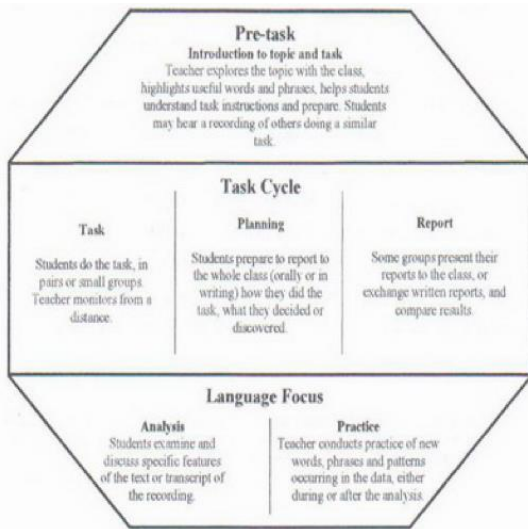 Pre-task
Introduction to topic and task
Teacher explores the topic with the class,
highlights useful words and phrases, helps students
understand task instructions and prepare. Students
may hear a recording of others doing a similar
task.
Task Cycle
Task
Students do the task, in
pairs or small groups.
Teacher monitors from a
distance.
Planning
Students prepare to report to
the whole class (orally or in
writing) how they did the
task, what they decided or
discovered.
Report
Some groups present their
reports to the class, or
exchange written reports, and
compare results.
Language Focus
Analysis
Students examine and
discuss specific features
of the text or transcript of
the recording.
Practice
Teacher conducts practice of new
words, phrases and patterns
occurring in the data, either
during or after the analysis.